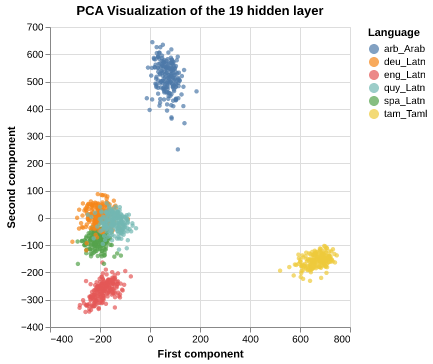 PCA Visualization of the 19 hidden layer
Language
arb_Arab
deu_Latn
eng_Latn
quy_Latn
spa_Latn
tam_Taml
Second component
700
600
500
400
300
200
100
0
−100
−200
−300
−400
−400 −200 0 200 400 600 800
First component